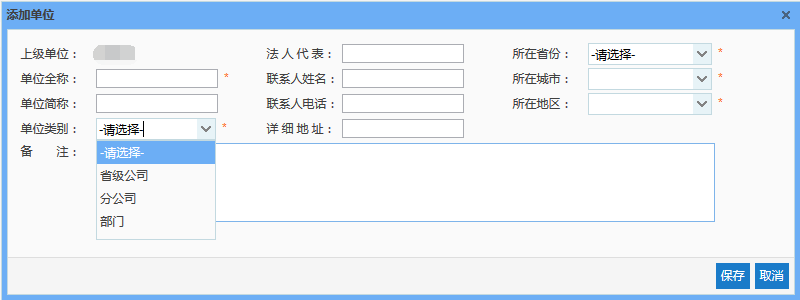 添加单位
上级单位： 法人代表： 所在省份： -请选择- *
单位全称： * 联系人姓名： 所在城市： *
单位简称： 联系人电话： 所在地区： *
单位类别： -请选择- * 详细地址：
备 注： -请选择-
省级公司
分公司
部门
保存 取消